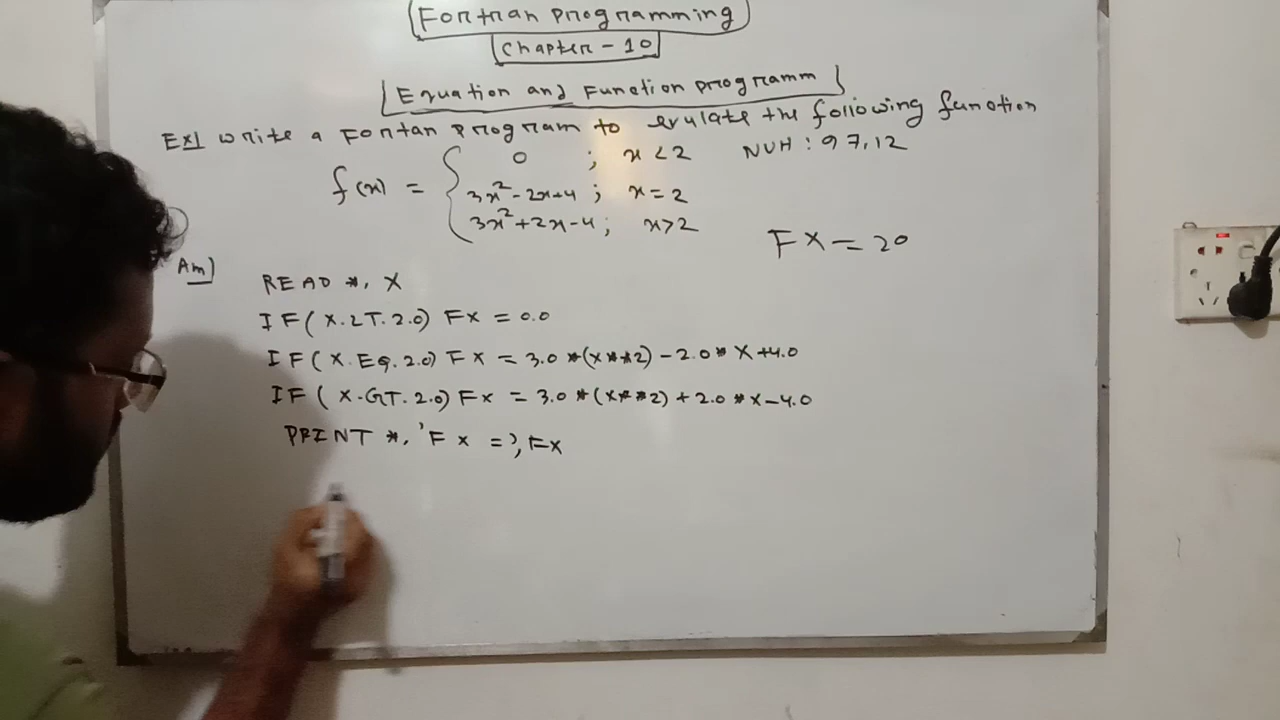 Fortran programming
Chapter - 10
Equation and Function programm
Ex1 write a Fortan program to evulate the following function
f(x) = { 0 ; x < 2
3x² - 2x + 4 ; x = 2
3x² + 2x - 4 ; x > 2
NUH : 97, 12
FX = 20
Ans)
READ *, X
IF( X.LT.2.0) FX = 0.0
IF( X.EQ.2.0) FX = 3.0 *(X**2) - 2.0 * X + 4.0
IF( X.GT.2.0) FX = 3.0 *(X**2) + 2.0 * X - 4.0
PRINT *, 'FX =', FX